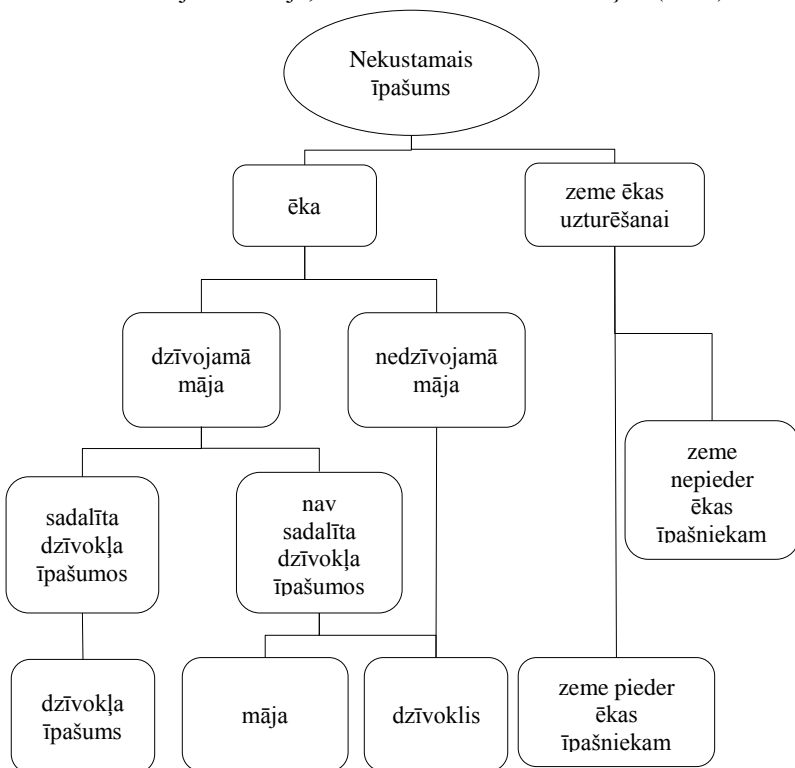 Nekustamais
īpašums
ēka
zeme ēkas
uzturēšanai
dzīvojamā
māja
nedzīvojamā
māja
zeme
nepieder
ēkas
īpašniekam
sadalīta
dzīvokļa
īpašumos
nav
sadalīta
dzīvokļa
īpašumos
dzīvokļa
īpašums
māja
dzīvoklis
zeme pieder
ēkas
īpašniekam